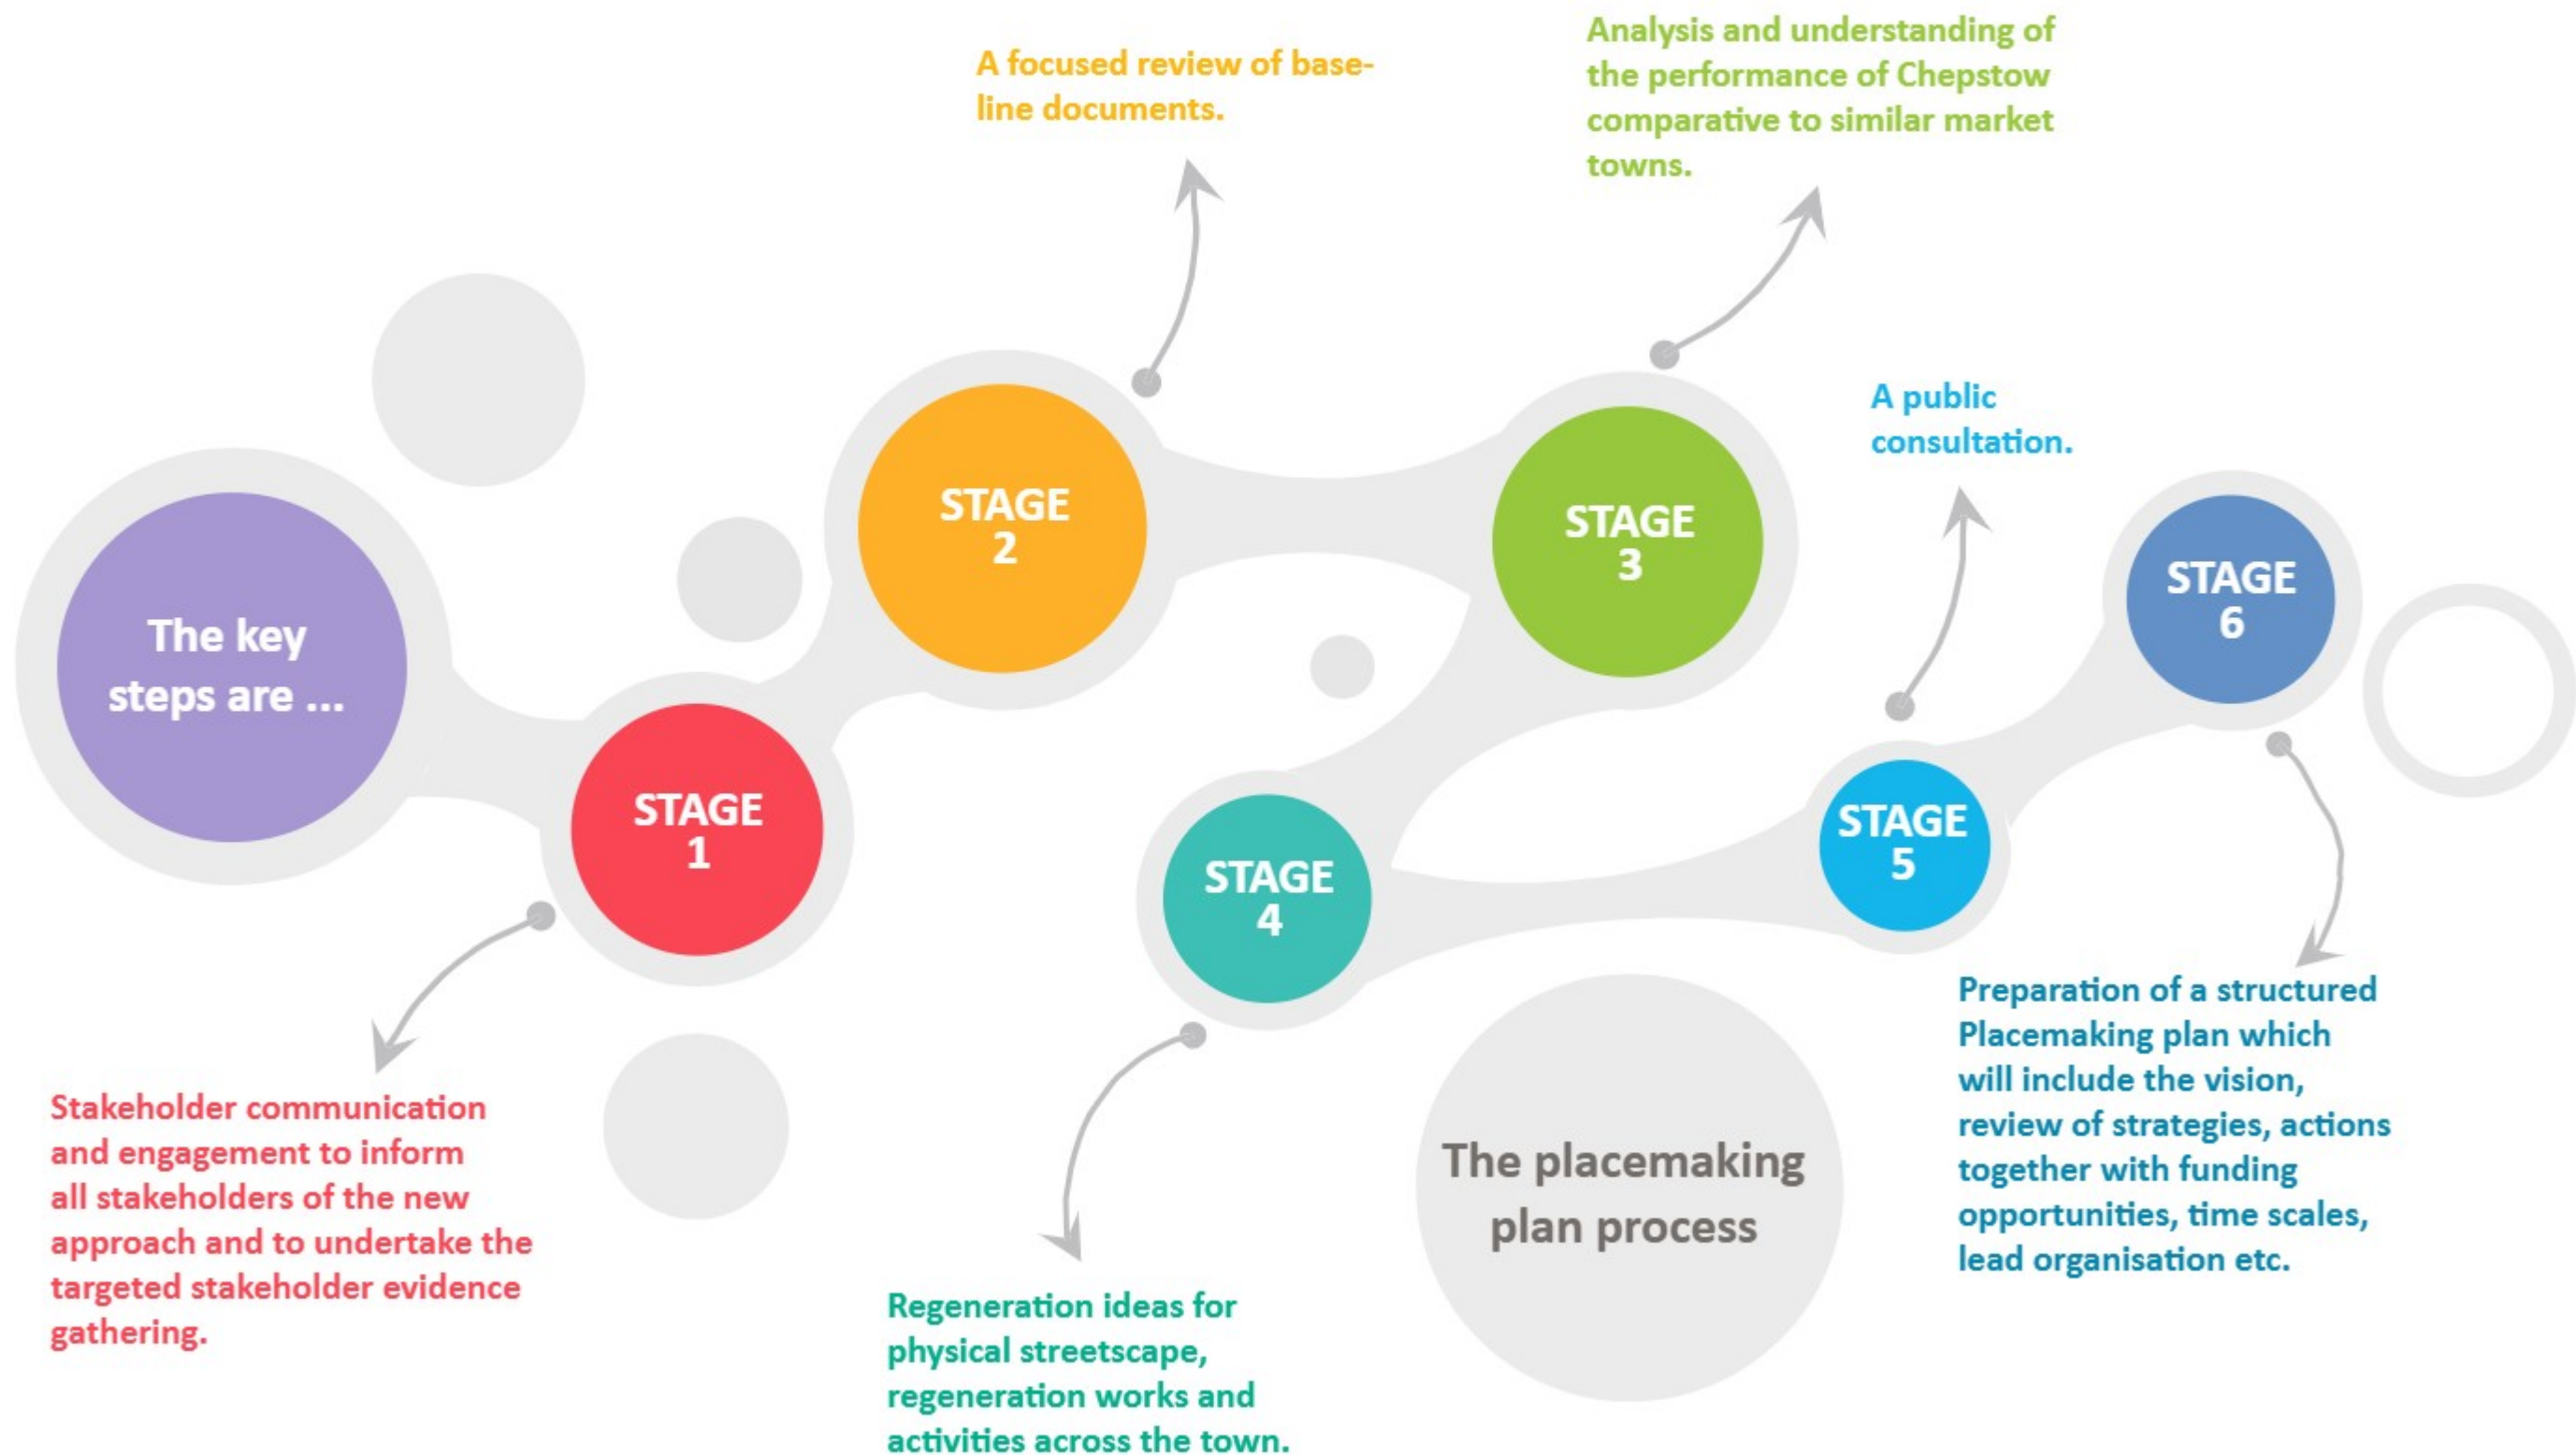 The key
steps are ...
STAGE
1
Stakeholder communication
and engagement to inform
all stakeholders of the new
approach and to undertake the
targeted stakeholder evidence
gathering.
STAGE
2
A focused review of base-
line documents.
STAGE
3
Analysis and understanding of
the performance of Chepstow
comparative to similar market
towns.
STAGE
4
Regeneration ideas for
physical streetscape,
regeneration works and
activities across the town.
STAGE
5
A public
consultation.
STAGE
6
Preparation of a structured
Placemaking plan which
will include the vision,
review of strategies, actions
together with funding
opportunities, time scales,
lead organisation etc.
The placemaking
plan process